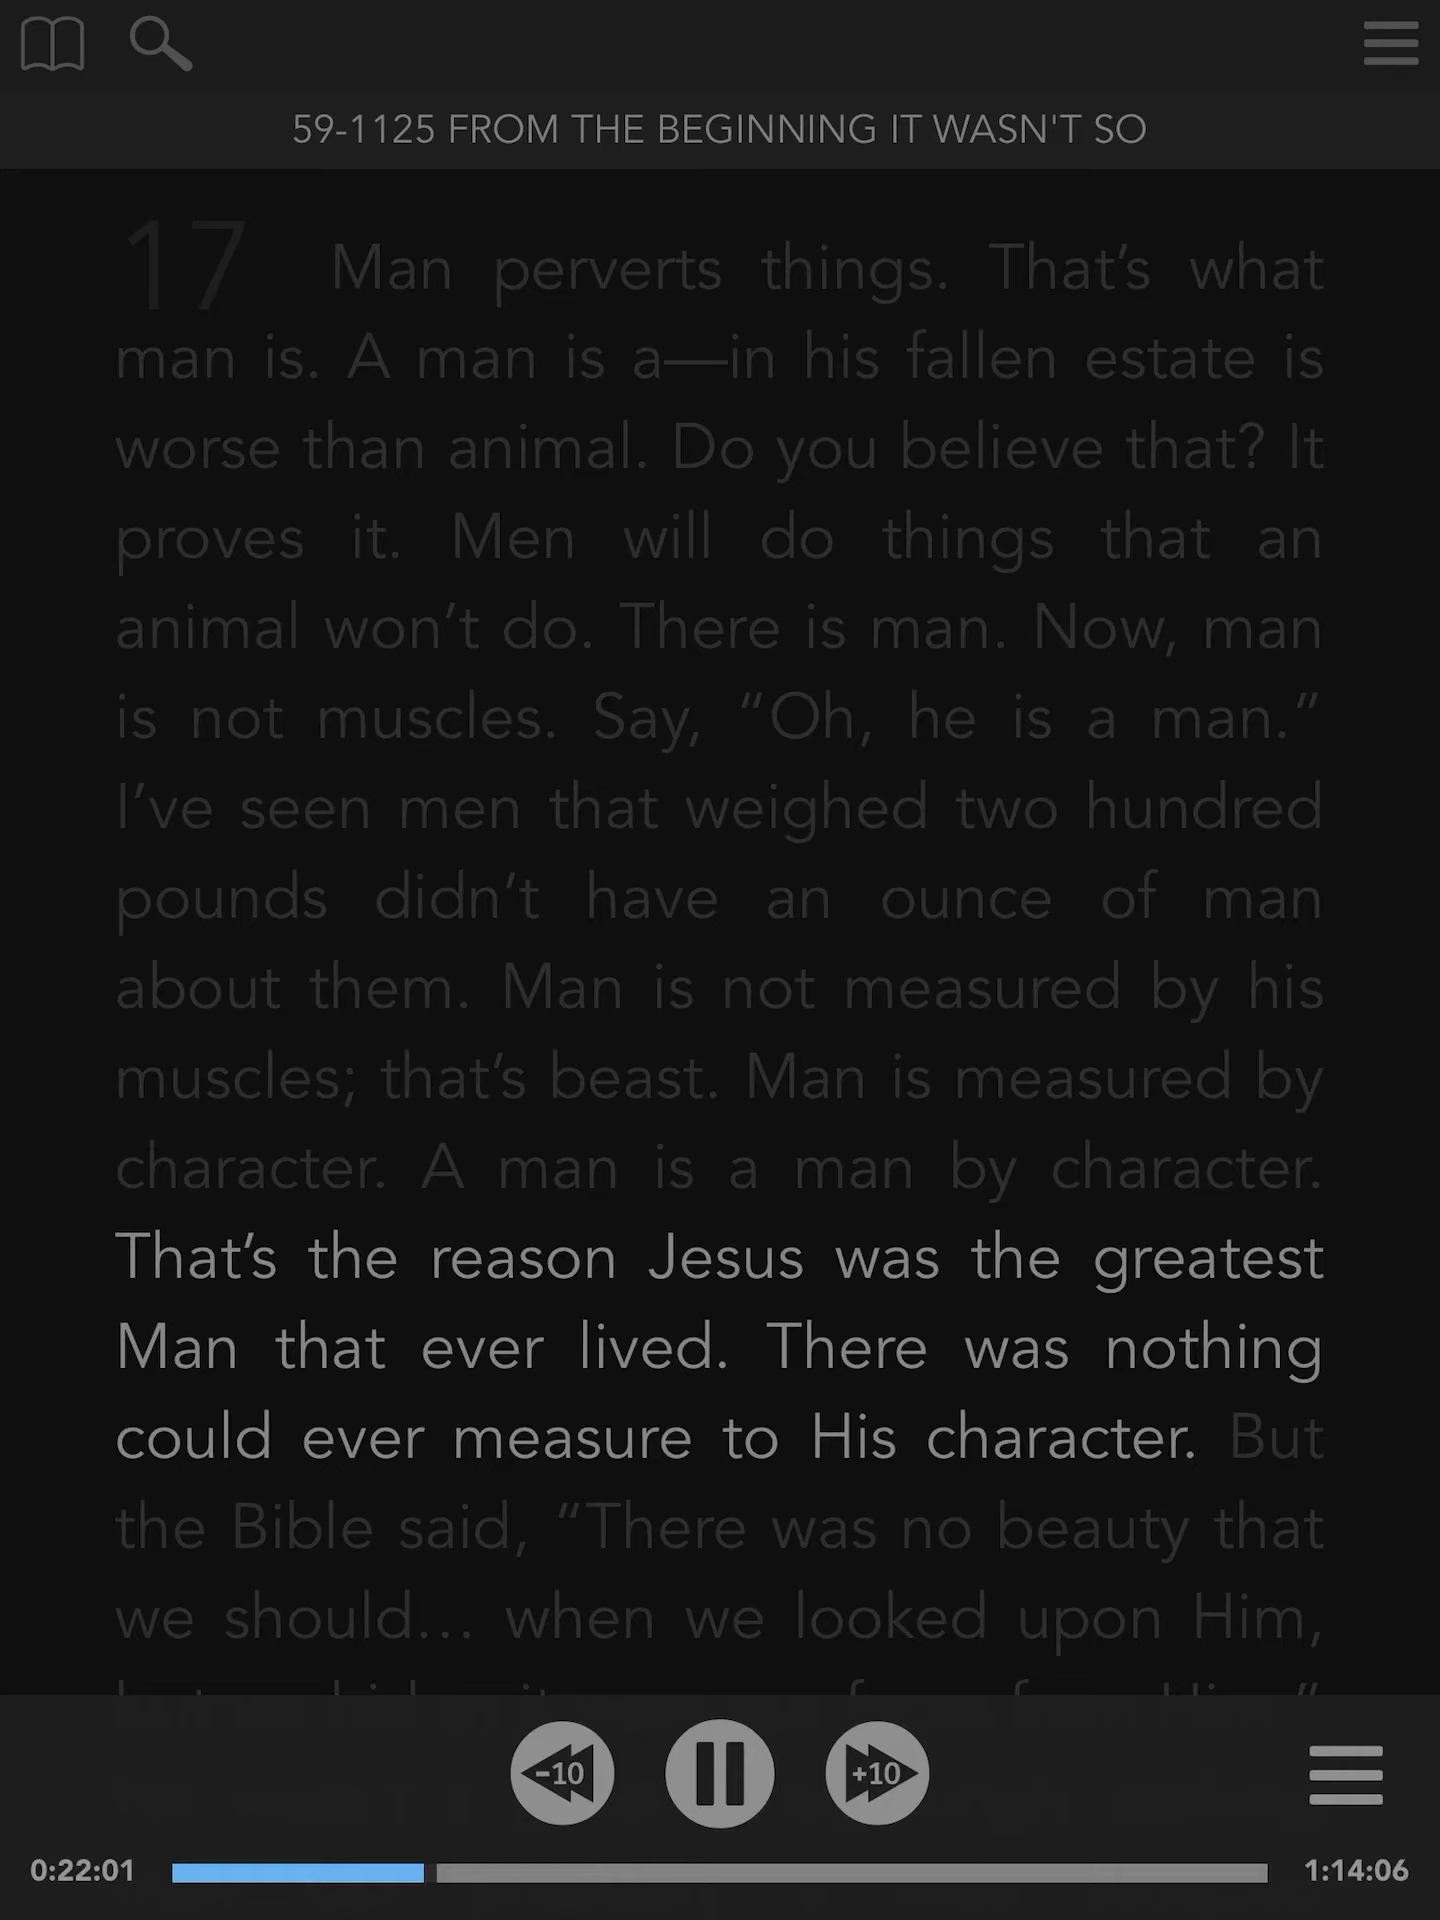 59-1125 FROM THE BEGINNING IT WASN'T SO
17 Man perverts things. That’s what
man is. A man is a—in his fallen estate is
worse than animal. Do you believe that? It
proves it. Men will do things that an
animal won’t do. There is man. Now, man
is not muscles. Say, “Oh, he is a man.”
I’ve seen men that weighed two hundred
pounds didn’t have an ounce of man
about them. Man is not measured by his
muscles; that’s beast. Man is measured by
character. A man is a man by character.
That’s the reason Jesus was the greatest
Man that ever lived. There was nothing
could ever measure to His character. But
the Bible said, “There was no beauty that
we should… when we looked upon Him,
-10 +10
0:22:01 1:14:06